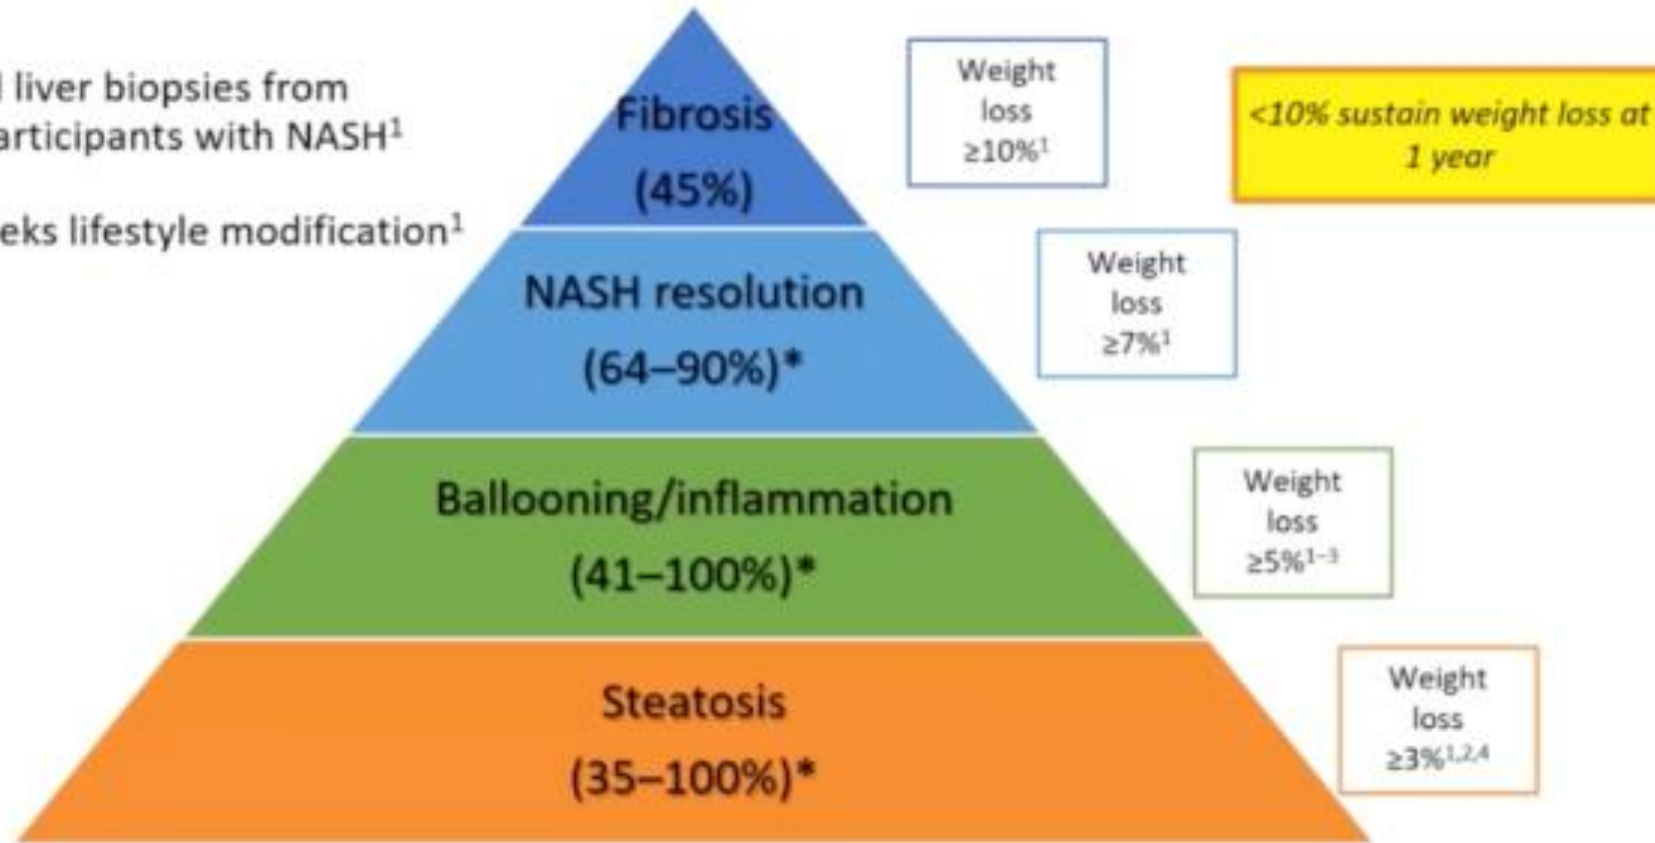 liver biopsies from
articipants with NASH¹
eks lifestyle modification¹
Fibrosis
(45%)
NASH resolution
(64–90%)*
Ballooning/inflammation
(41–100%)*
Steatosis
(35–100%)*
Weight
loss
≥10%¹
<10% sustain weight loss at
1 year
Weight
loss
≥7%¹
Weight
loss
≥5%¹⁻³
Weight
loss
≥3%¹,²,⁴